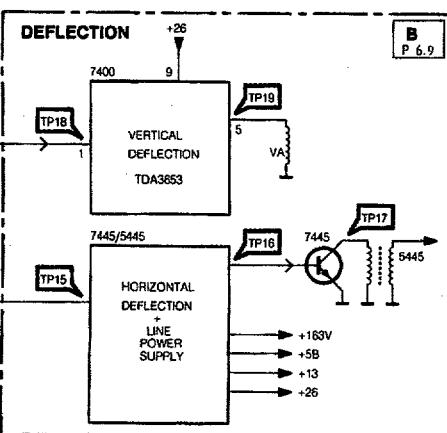 DEFLECTION
+26
B
P 6.9
7400
9
TP18
TP19
1
5
VERTICAL
DEFLECTION
TDA3653
VA
7445/5445
TP16
7445
TP17
5445
TP15
HORIZONTAL
DEFLECTION
+
LINE
POWER
SUPPLY
+163V
+5B
+13
+26